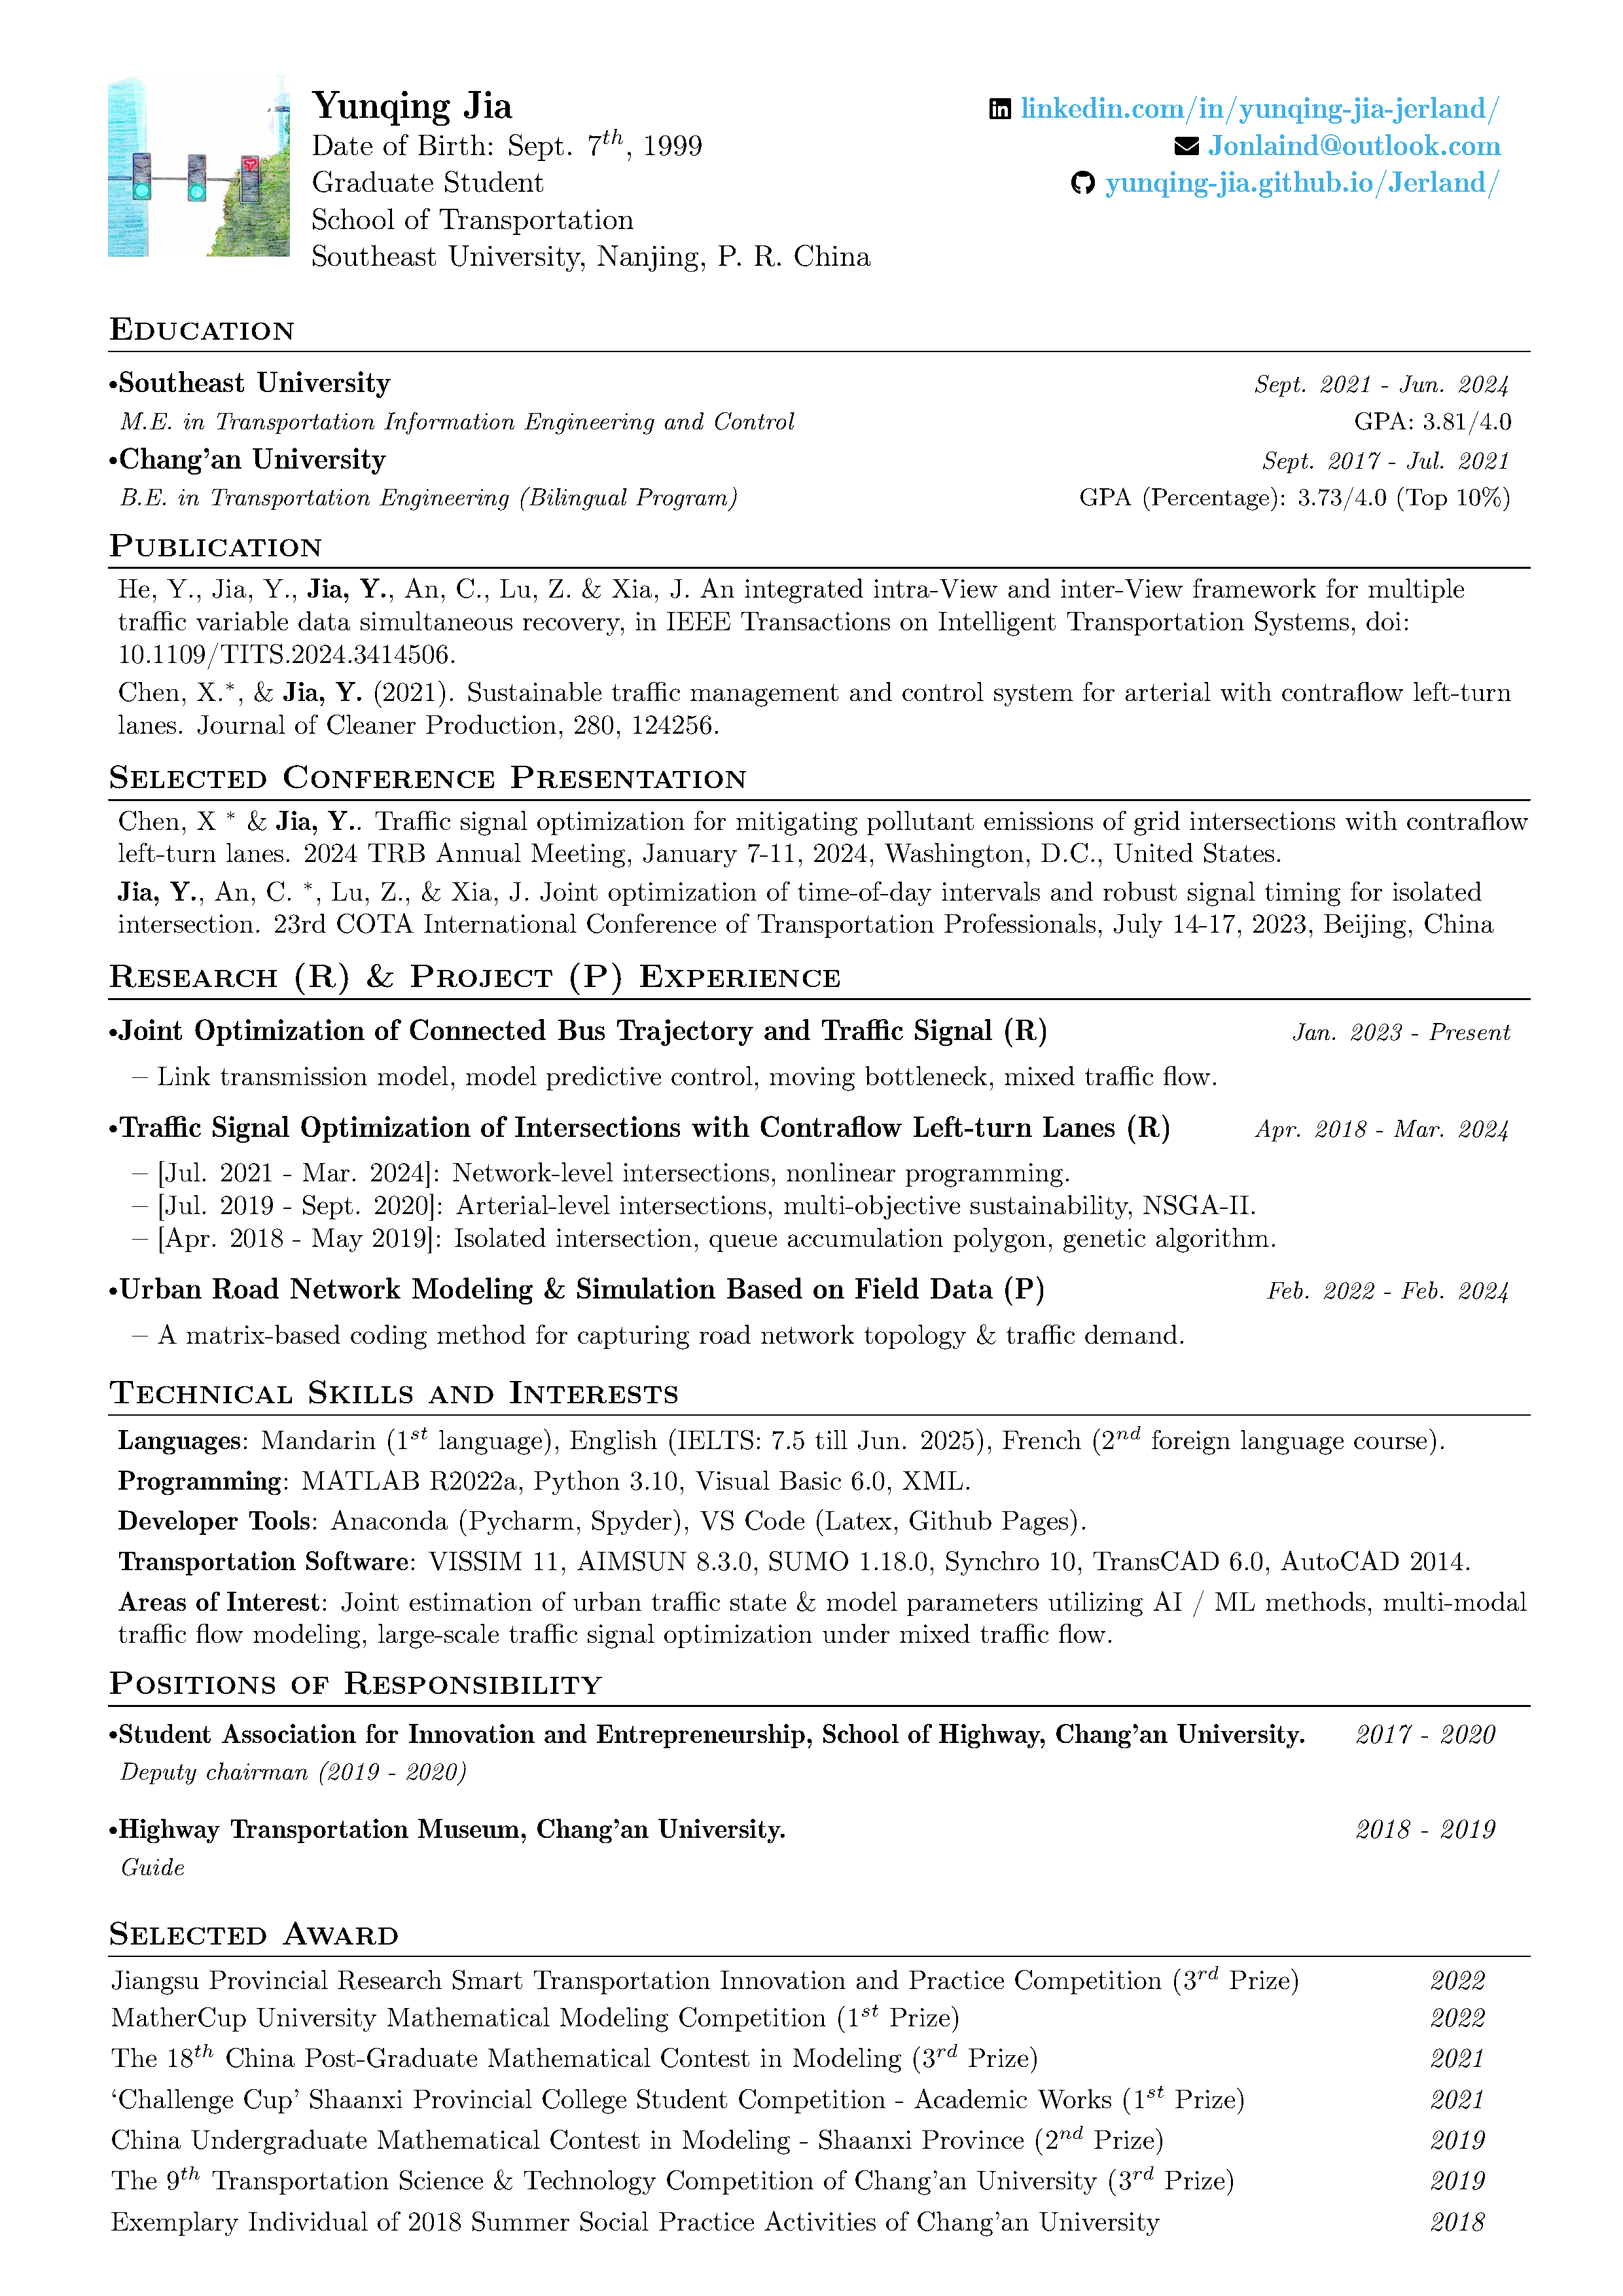 Yunqing Jia
Date of Birth: Sept. 7th, 1999
Graduate Student
School of Transportation
Southeast University, Nanjing, P. R. China
linkedin.com/in/yunqing-jia-jerland/
Jonlaind@outlook.com
yunqing-jia.github.io/Jerland/
EDUCATION
•Southeast University Sept. 2021 - Jun. 2024
M.E. in Transportation Information Engineering and Control GPA: 3.81/4.0
•Chang'an University Sept. 2017 - Jul. 2021
B.E. in Transportation Engineering (Bilingual Program) GPA (Percentage): 3.73/4.0 (Top 10%)
PUBLICATION
He, Y., Jia, Y., Jia, Y., An, C., Lu, Z. & Xia, J. An integrated intra-View and inter-View framework for multiple
traffic variable data simultaneous recovery, in IEEE Transactions on Intelligent Transportation Systems, doi:
10.1109/TITS.2024.3414506.
Chen, X.*, & Jia, Y. (2021). Sustainable traffic management and control system for arterial with contraflow left-turn
lanes. Journal of Cleaner Production, 280, 124256.
SELECTED CONFERENCE PRESENTATION
Chen, X * & Jia, Y.. Traffic signal optimization for mitigating pollutant emissions of grid intersections with contraflow
left-turn lanes. 2024 TRB Annual Meeting, January 7-11, 2024, Washington, D.C., United States.
Jia, Y., An, C. *, Lu, Z., & Xia, J. Joint optimization of time-of-day intervals and robust signal timing for isolated
intersection. 23rd COTA International Conference of Transportation Professionals, July 14-17, 2023, Beijing, China
RESEARCH (R) & PROJECT (P) EXPERIENCE
•Joint Optimization of Connected Bus Trajectory and Traffic Signal (R) Jan. 2023 - Present
– Link transmission model, model predictive control, moving bottleneck, mixed traffic flow.
•Traffic Signal Optimization of Intersections with Contraflow Left-turn Lanes (R) Apr. 2018 - Mar. 2024
– [Jul. 2021 - Mar. 2024]: Network-level intersections, nonlinear programming.
– [Jul. 2019 - Sept. 2020]: Arterial-level intersections, multi-objective sustainability, NSGA-II.
– [Apr. 2018 - May 2019]: Isolated intersection, queue accumulation polygon, genetic algorithm.
•Urban Road Network Modeling & Simulation Based on Field Data (P) Feb. 2022 - Feb. 2024
– A matrix-based coding method for capturing road network topology & traffic demand.
TECHNICAL SKILLS AND INTERESTS
Languages: Mandarin (1st language), English (IELTS: 7.5 till Jun. 2025), French (2nd foreign language course).
Programming: MATLAB R2022a, Python 3.10, Visual Basic 6.0, XML.
Developer Tools: Anaconda (Pycharm, Spyder), VS Code (Latex, Github Pages).
Transportation Software: VISSIM 11, AIMSUN 8.3.0, SUMO 1.18.0, Synchro 10, TransCAD 6.0, AutoCAD 2014.
Areas of Interest: Joint estimation of urban traffic state & model parameters utilizing AI / ML methods, multi-modal
traffic flow modeling, large-scale traffic signal optimization under mixed traffic flow.
POSITIONS OF RESPONSIBILITY
•Student Association for Innovation and Entrepreneurship, School of Highway, Chang'an University. 2017 - 2020
Deputy chairman (2019 - 2020)
•Highway Transportation Museum, Chang'an University. 2018 - 2019
Guide
SELECTED AWARD
Jiangsu Provincial Research Smart Transportation Innovation and Practice Competition (3rd Prize) 2022
MatherCup University Mathematical Modeling Competition (1st Prize) 2022
The 18th China Post-Graduate Mathematical Contest in Modeling (3rd Prize) 2021
‘Challenge Cup’ Shaanxi Provincial College Student Competition - Academic Works (1st Prize) 2021
China Undergraduate Mathematical Contest in Modeling - Shaanxi Province (2nd Prize) 2019
The 9th Transportation Science & Technology Competition of Chang'an University (3rd Prize) 2019
Exemplary Individual of 2018 Summer Social Practice Activities of Chang'an University 2018